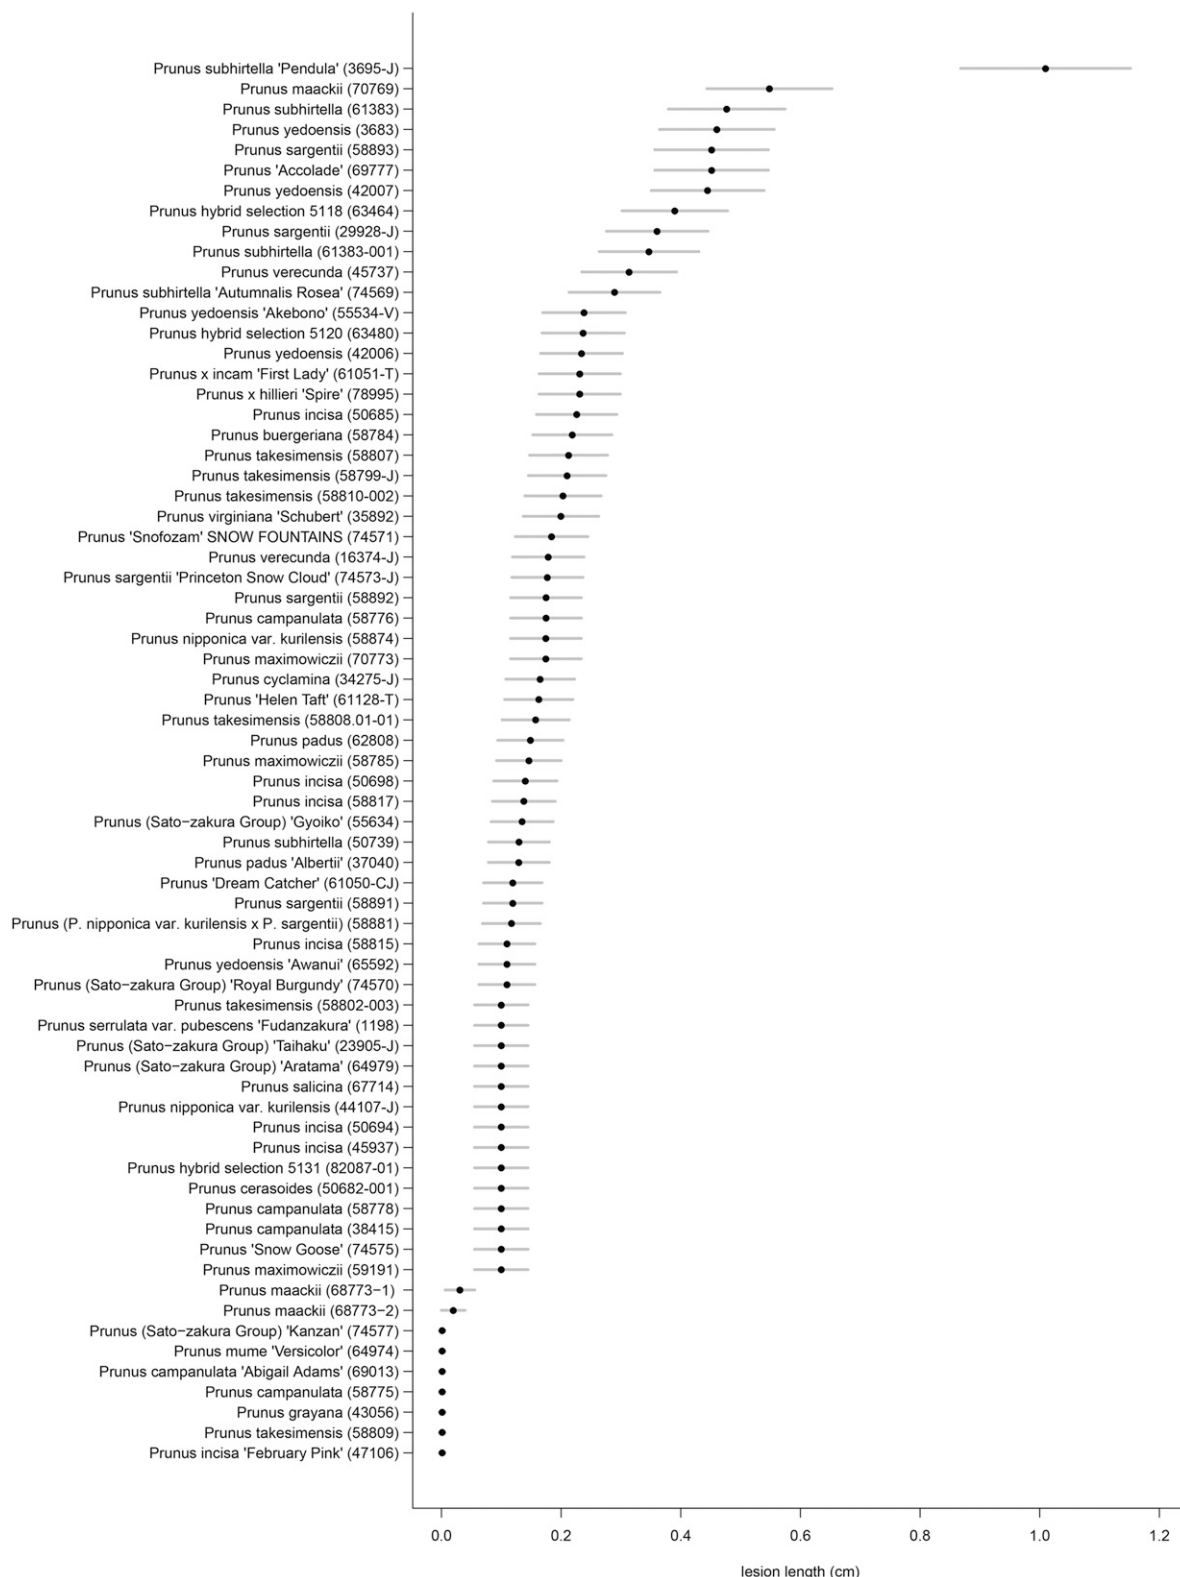 Prunus subhirtella 'Pendula' (3695-J)
Prunus maackii (70769)
Prunus subhirtella (61383)
Prunus yedoensis (3683)
Prunus sargentii (58893)
Prunus 'Accolade' (69777)
Prunus yedoensis (42007)
Prunus hybrid selection 5118 (63464)
Prunus sargentii (29928-J)
Prunus subhirtella (61383-001)
Prunus verecunda (45737)
Prunus subhirtella 'Autumnalis Rosea' (74569)
Prunus yedoensis 'Akebono' (55534-V)
Prunus hybrid selection 5120 (63480)
Prunus yedoensis (42006)
Prunus x incam 'First Lady' (61051-T)
Prunus x hillieri 'Spire' (78995)
Prunus incisa (50685)
Prunus buergeriana (58784)
Prunus takesimensis (58807)
Prunus takesimensis (58799-J)
Prunus takesimensis (58810-002)
Prunus virginiana 'Schubert' (35892)
Prunus 'Snofozam' SNOW FOUNTAINS (74571)
Prunus verecunda (16374-J)
Prunus sargentii 'Princeton Snow Cloud' (74573-J)
Prunus sargentii (58892)
Prunus campanulata (58776)
Prunus nipponica var. kurilensis (58874)
Prunus maximowiczii (70773)
Prunus cyclamina (34275-J)
Prunus 'Helen Taft' (61128-T)
Prunus takesimensis (58808.01-01)
Prunus padus (62808)
Prunus maximowiczii (58785)
Prunus incisa (50698)
Prunus incisa (58817)
Prunus (Sato−zakura Group) 'Gyoiko' (55634)
Prunus subhirtella (50739)
Prunus padus 'Albertii' (37040)
Prunus 'Dream Catcher' (61050-CJ)
Prunus sargentii (58891)
Prunus (P. nipponica var. kurilensis x P. sargentii) (58881)
Prunus incisa (58815)
Prunus yedoensis 'Awanui' (65592)
Prunus (Sato−zakura Group) 'Royal Burgundy' (74570)
Prunus takesimensis (58802-003)
Prunus serrulata var. pubescens 'Fudanzakura' (1198)
Prunus (Sato−zakura Group) 'Taihaku' (23905-J)
Prunus (Sato−zakura Group) 'Aratama' (64979)
Prunus salicina (67714)
Prunus nipponica var. kurilensis (44107-J)
Prunus incisa (50694)
Prunus incisa (45937)
Prunus hybrid selection 5131 (82087-01)
Prunus cerasoides (50682-001)
Prunus campanulata (58778)
Prunus campanulata (38415)
Prunus 'Snow Goose' (74575)
Prunus maximowiczii (59191)
Prunus maackii (68773−1)
Prunus maackii (68773−2)
Prunus (Sato−zakura Group) 'Kanzan' (74577)
Prunus mume 'Versicolor' (64974)
Prunus campanulata 'Abigail Adams' (69013)
Prunus campanulata (58775)
Prunus grayana (43056)
Prunus takesimensis (58809)
Prunus incisa 'February Pink' (47106)
0.0 0.2 0.4 0.6 0.8 1.0 1.2
lesion length (cm)